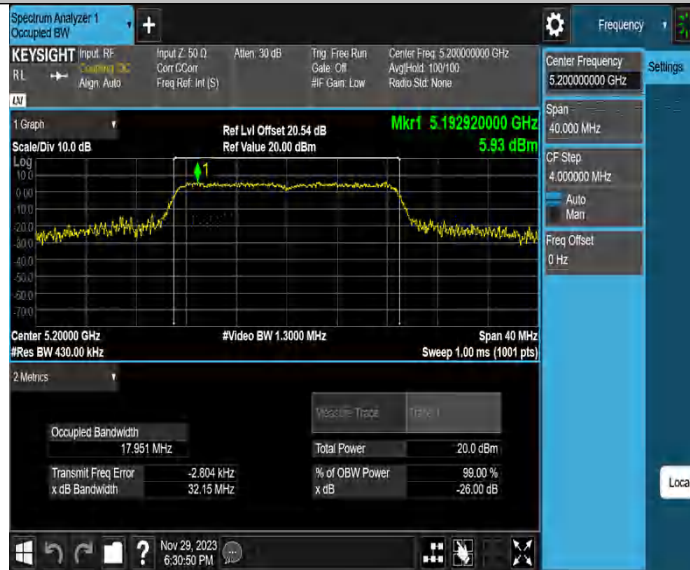 Spectrum Analyzer 1
Occupied BW
+
Frequency
KEYSIGHT
RL
Input: RF
Coupling: DC
Align: Auto
Input Z: 50 Ω
Corr CCorr
Freq Ref: Int (S)
Atten: 30 dB
Trig: Free Run
Gate: Off
#IF Gain: Low
Center Freq: 5.200000000 GHz
Avg|Hold: 100/100
Radio Std: None
LXI
1 Graph
Scale/Div 10.0 dB
Ref Lvl Offset 20.54 dB
Ref Value 20.00 dBm
Mkr1 5.192920000 GHz
5.93 dBm
Log
10.0
0.00
-10.0
-20.0
-30.0
-40.0
-50.0
-60.0
-70.0
1
Center 5.20000 GHz
#Res BW 430.00 kHz
#Video BW 1.3000 MHz
Span 40 MHz
Sweep 1.00 ms (1001 pts)
2 Metrics
Measure Trace
Trace 1
Occupied Bandwidth
17.951 MHz
Total Power
20.0 dBm
Transmit Freq Error
-2.804 kHz
% of OBW Power
99.00 %
x dB Bandwidth
32.15 MHz
x dB
-26.00 dB
Center Frequency
5.200000000 GHz
Settings
Span
40.000 MHz
CF Step
4.000000 MHz
Auto
Man
Freq Offset
0 Hz
Loca
?
Nov 29, 2023
6:30:50 PM